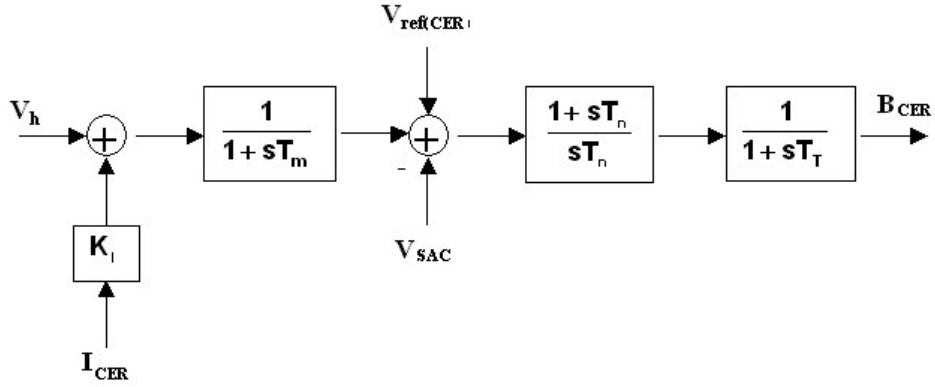 V_ref(CER)
V_h
+
1
1 + sT_m
+
-
1 + sT_n
sT_n
1
1 + sT_T
B_CER
K_I
V_SAC
I_CER